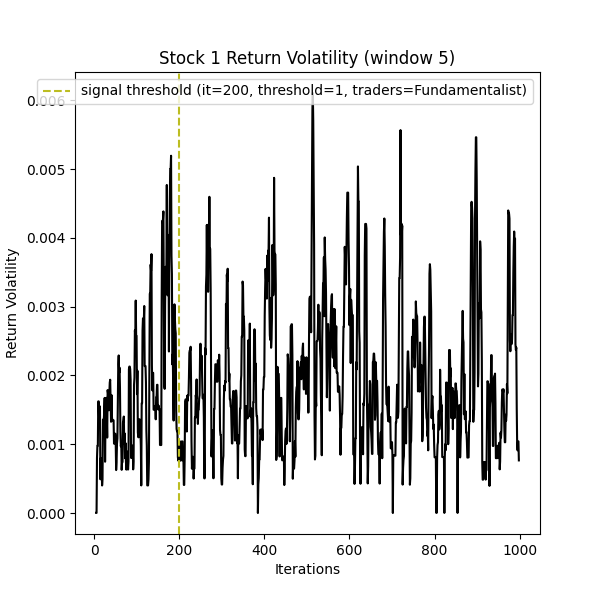 Stock 1 Return Volatility (window 5)
signal threshold (it=200, threshold=1, traders=Fundamentalist)
0.006
0.005
0.004
0.003
0.002
0.001
0.000
Return Volatility
0 200 400 600 800 1000
Iterations